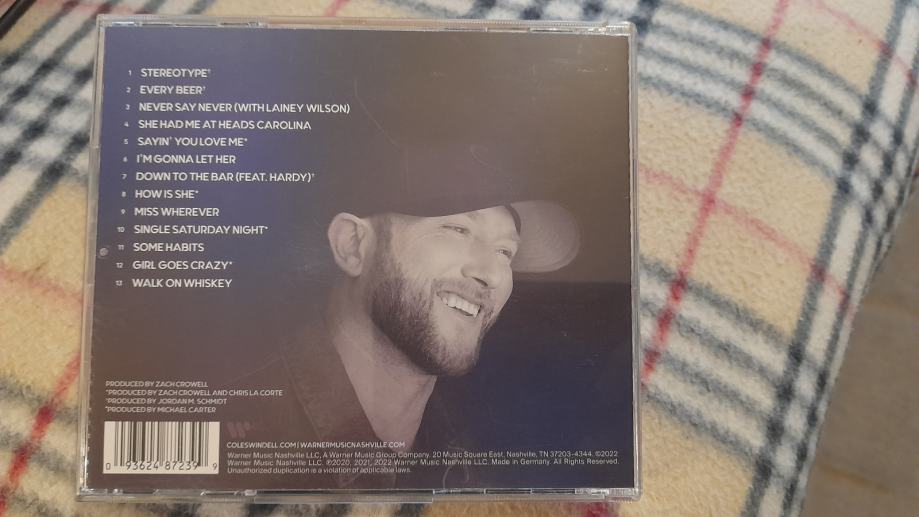 1 STEREOTYPE†
2 EVERY BEER†
3 NEVER SAY NEVER (WITH LAINEY WILSON)
4 SHE HAD ME AT HEADS CAROLINA
5 SAYIN' YOU LOVE ME*
6 I'M GONNA LET HER
7 DOWN TO THE BAR (FEAT. HARDY)†
8 HOW IS SHE*
9 MISS WHEREVER
10 SINGLE SATURDAY NIGHT*
11 SOME HABITS
12 GIRL GOES CRAZY*
13 WALK ON WHISKEY
PRODUCED BY ZACH CROWELL
*PRODUCED BY ZACH CROWELL AND CHRIS LA CORTE
PRODUCED BY JORDAN M. SCHMIDT
PRODUCED BY MICHAEL CARTER
0 93624 87239 9
COLESWINDELL.COM | WARNERMUSICNASHVILLE.COM
Warner Music Nashville LLC, A Warner Music Group Company. 20 Music Square East, Nashville, TN 37203-4344. ©2022
Warner Music Nashville LLC. ℗2020, 2021, 2022 Warner Music Nashville LLC. Made in Germany. All Rights Reserved.
Unauthorized duplication is a violation of applicable laws.